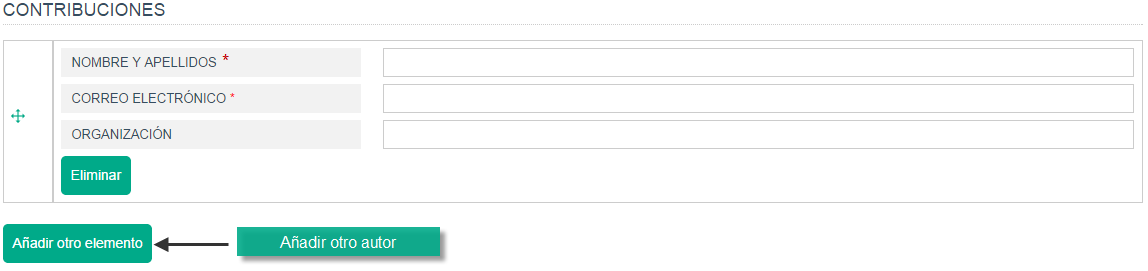 CONTRIBUCIONES
NOMBRE Y APELLIDOS *
CORREO ELECTRÓNICO *
ORGANIZACIÓN
Eliminar
Añadir otro elemento
Añadir otro autor